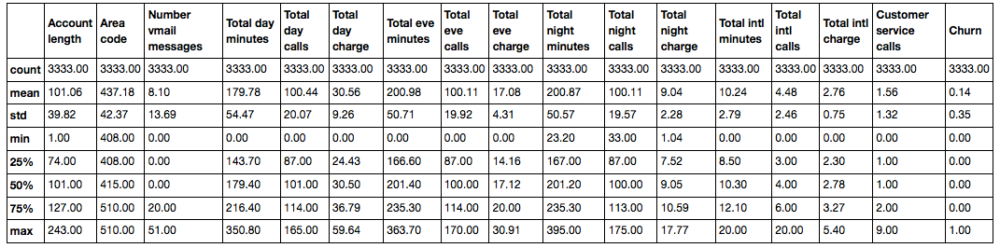 Account length Area code Number vmail messages Total day minutes Total day calls Total day charge Total eve minutes Total eve calls Total eve charge Total night minutes Total night calls Total night charge Total intl minutes Total intl calls Total intl charge Customer service calls Churn
count 3333.00 3333.00 3333.00 3333.00 3333.00 3333.00 3333.00 3333.00 3333.00 3333.00 3333.00 3333.00 3333.00 3333.00 3333.00 3333.00 3333.00
mean 101.06 437.18 8.10 179.78 100.44 30.56 200.98 100.11 17.08 200.87 100.11 9.04 10.24 4.48 2.76 1.56 0.14
std 39.82 42.37 13.69 54.47 20.07 9.26 50.71 19.92 4.31 50.57 19.57 2.28 2.79 2.46 0.75 1.32 0.35
min 1.00 408.00 0.00 0.00 0.00 0.00 0.00 0.00 0.00 23.20 33.00 1.04 0.00 0.00 0.00 0.00 0.00
25% 74.00 408.00 0.00 143.70 87.00 24.43 166.60 87.00 14.16 167.00 87.00 7.52 8.50 3.00 2.30 1.00 0.00
50% 101.00 415.00 0.00 179.40 101.00 30.50 201.40 100.00 17.12 201.20 100.00 9.05 10.30 4.00 2.78 1.00 0.00
75% 127.00 510.00 20.00 216.40 114.00 36.79 235.30 114.00 20.00 235.30 113.00 10.59 12.10 6.00 3.27 2.00 0.00
max 243.00 510.00 51.00 350.80 165.00 59.64 363.70 170.00 30.91 395.00 175.00 17.77 20.00 20.00 5.40 9.00 1.00